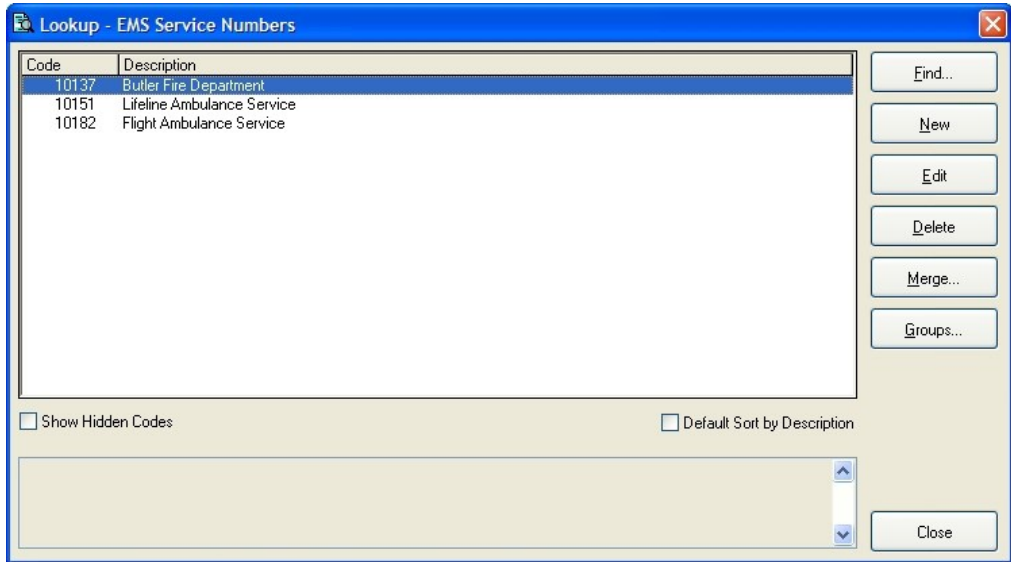 Lookup - EMS Service Numbers
Code Description
10137 Butler Fire Department
10151 Lifeline Ambulance Service
10182 Flight Ambulance Service
Find...
New
Edit
Delete
Merge...
Groups...
Show Hidden Codes
Default Sort by Description
Close